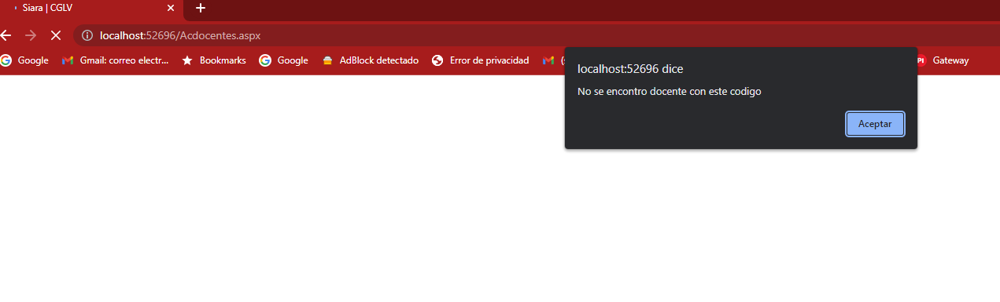 Siara | CGLV
localhost:52696/Acdocentes.aspx
Google
Gmail: correo electr...
Bookmarks
Google
AdBlock detectado
Error de privacidad
Gateway
localhost:52696 dice
No se encontro docente con este codigo
Aceptar